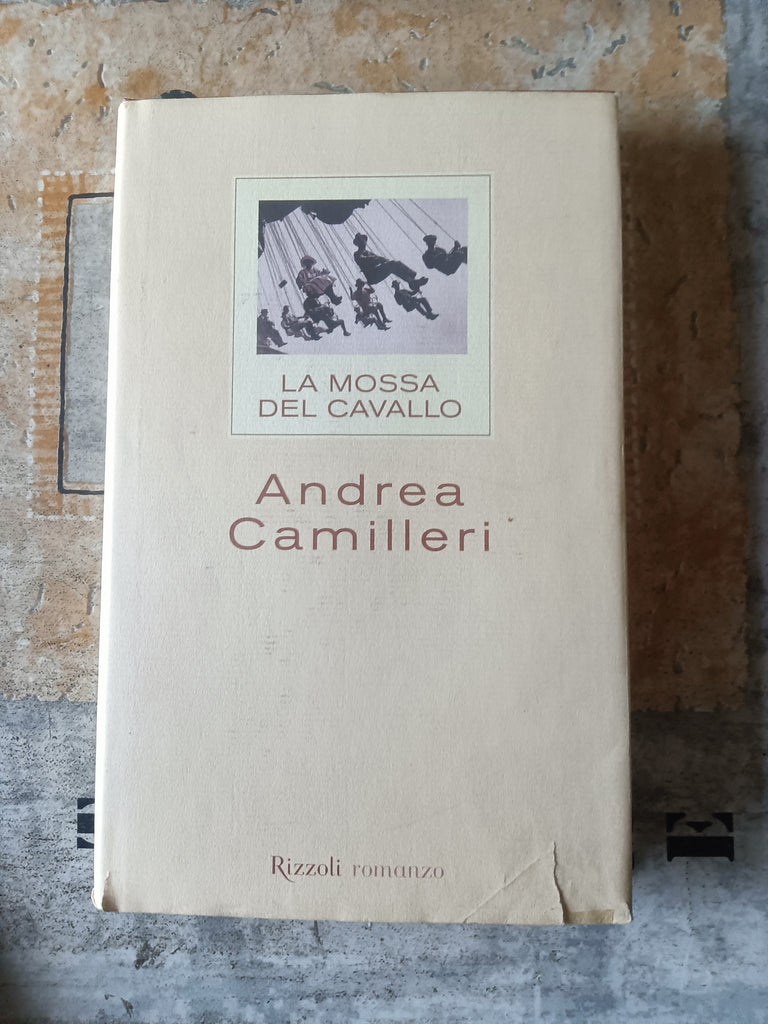 LA MOSSA
DEL CAVALLO
Andrea
Camilleri
Rizzoli romanzo